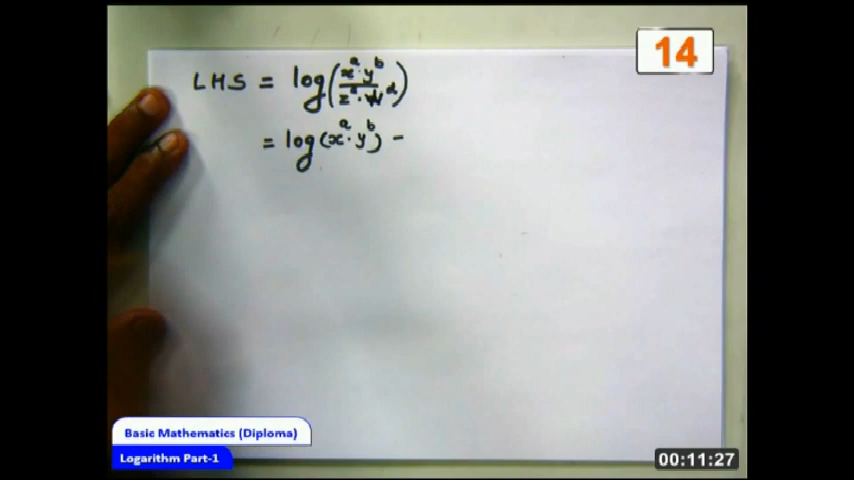 14
LHS = log(x^a · y^b / z^a · w^d)
= log(x^a · y^b) -
Basic Mathematics (Diploma)
Logarithm Part-1
00:11:27